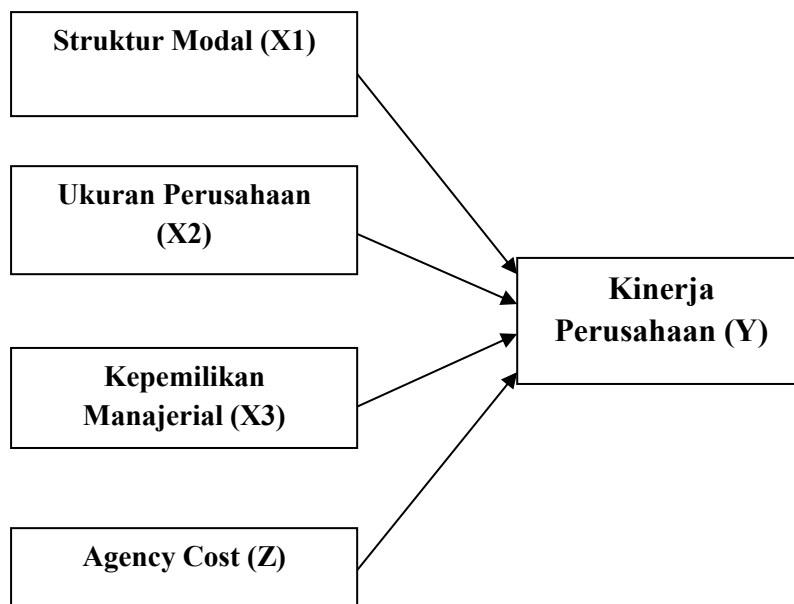 Struktur Modal (X1)
Ukuran Perusahaan
(X2)
Kepemilikan
Manajerial (X3)
Agency Cost (Z)
Kinerja
Perusahaan (Y)